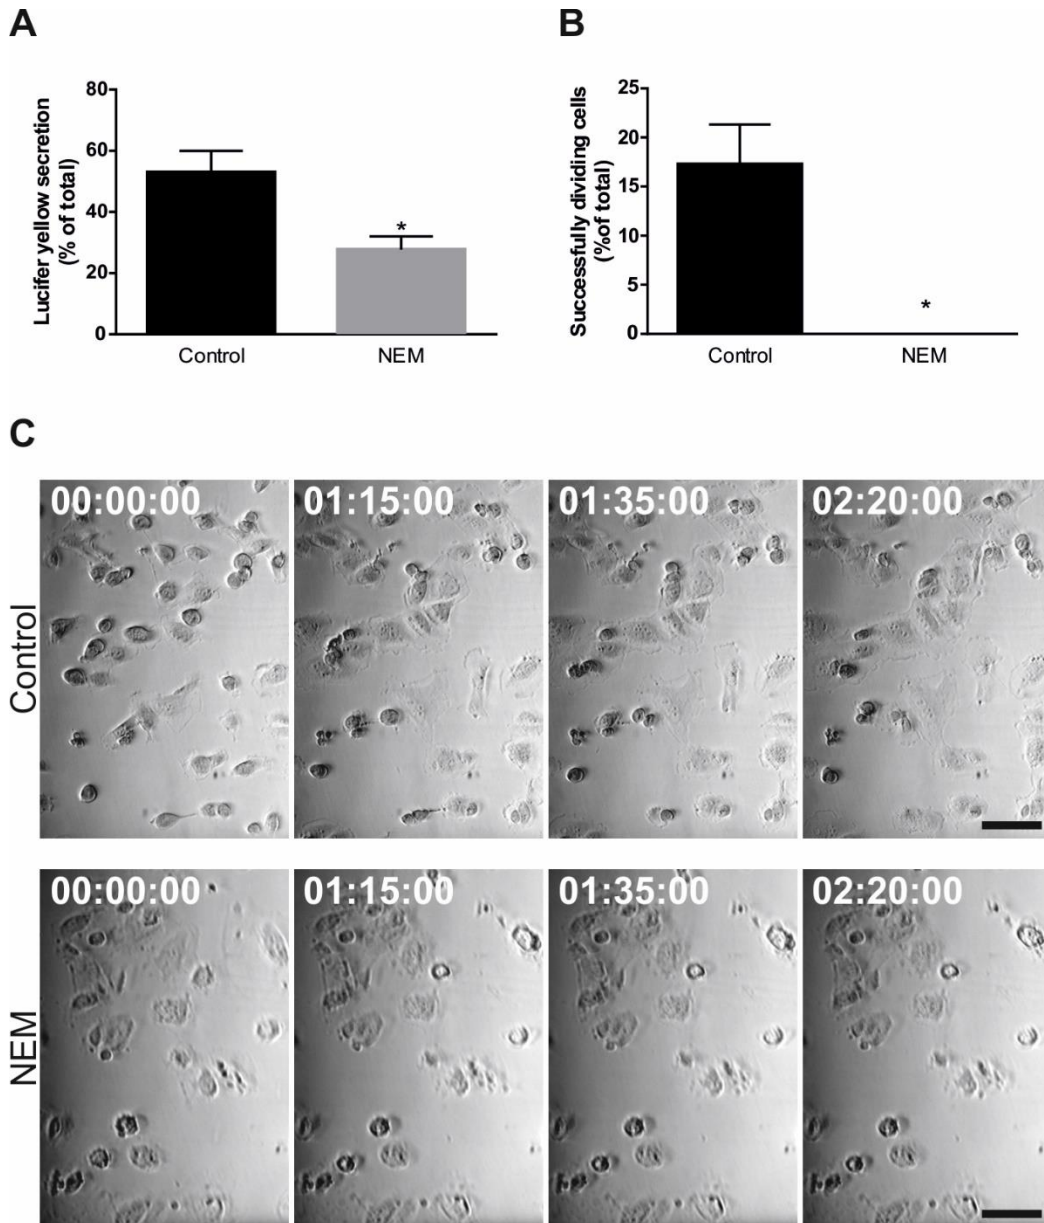 A
Lucifer yellow secretion
(% of total)
80
60
40
20
0
*
Control
NEM
B
Successfully dividing cells
(%of total)
25
20
15
10
5
0
*
Control
NEM
C
Control
00:00:00
01:15:00
01:35:00
02:20:00
NEM
00:00:00
01:15:00
01:35:00
02:20:00